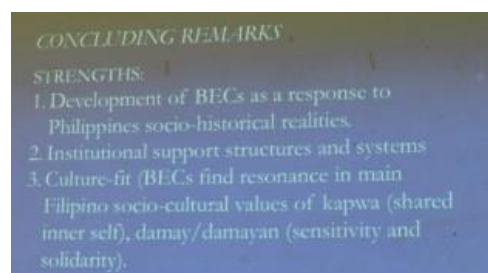 CONCLUDING REMARKS
STRENGTHS:
1. Development of BECs as a response to
Philippines socio-historical realities.
2. Institutional support structures and systems
3. Culture-fit (BECs find resonance in main
Filipino socio-cultural values of kapwa (shared
inner self), damay/damayan (sensitivity and
solidarity).